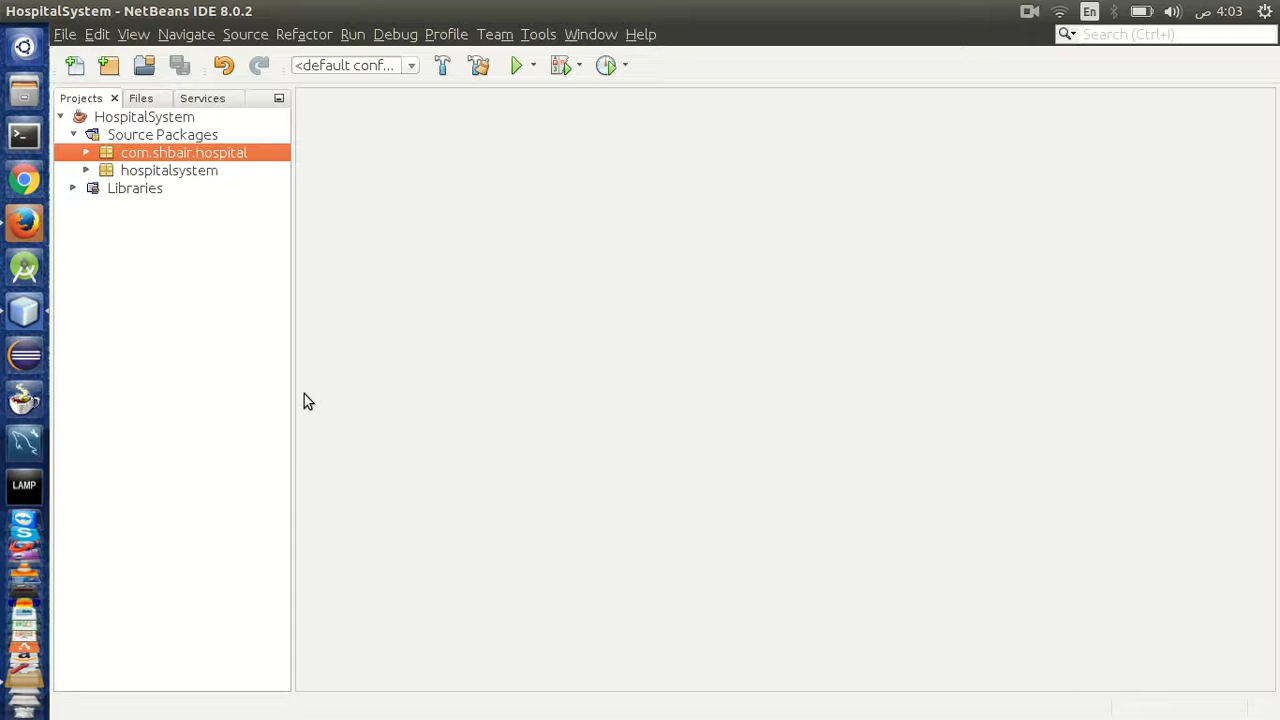 HospitalSystem - NetBeans IDE 8.0.2
En
4:03 ص
File Edit View Navigate Source Refactor Run Debug Profile Team Tools Window Help
Search (Ctrl+I)
<default conf...
Projects Files Services
HospitalSystem
Source Packages
com.shbair.hospital
hospitalsystem
Libraries
LAMP